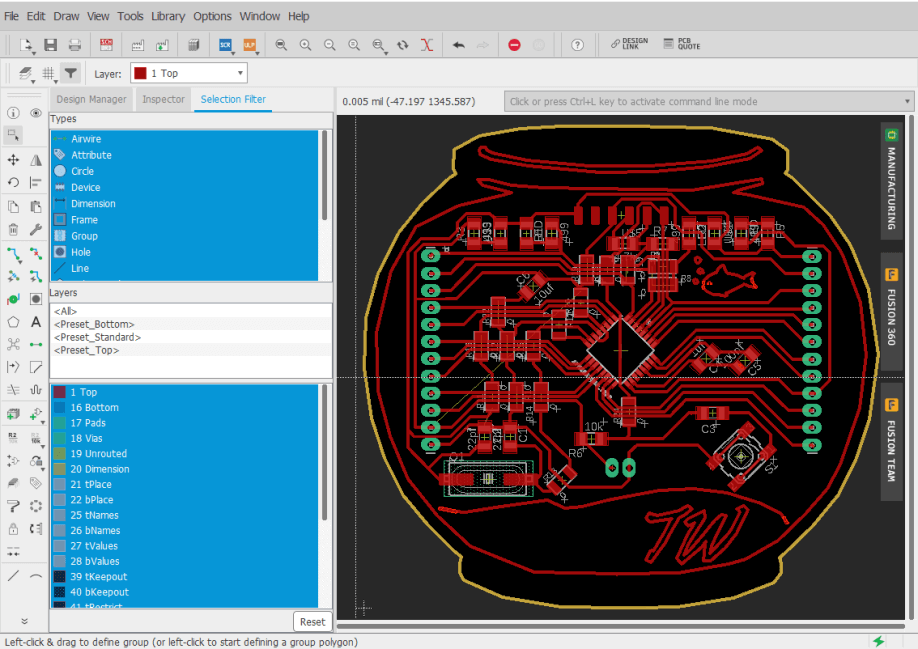 File Edit Draw View Tools Library Options Window Help
SCR ULP
DESIGN LINK
PCB QUOTE
Layer: 1 Top
Design Manager Inspector Selection Filter
0.005 mil (-47.197 1345.587)
Click or press Ctrl+L key to activate command line mode
Types
Airwire
Attribute
Circle
Device
Dimension
Frame
Group
Hole
Line
Layers
<All>
<Preset_Bottom>
<Preset_Standard>
<Preset_Top>
1 Top
16 Bottom
17 Pads
18 Vias
19 Unrouted
20 Dimension
21 tPlace
22 bPlace
25 tNames
26 bNames
27 tValues
28 bValues
39 tKeepout
40 bKeepout
41 tRestrict
Reset
MANUFACTURING
FUSION 360
FUSION TEAM
10uf
10k
R6
C3
S2
22pf
C1
R14
TW
Left-click & drag to define group (or left-click to start defining a group polygon)